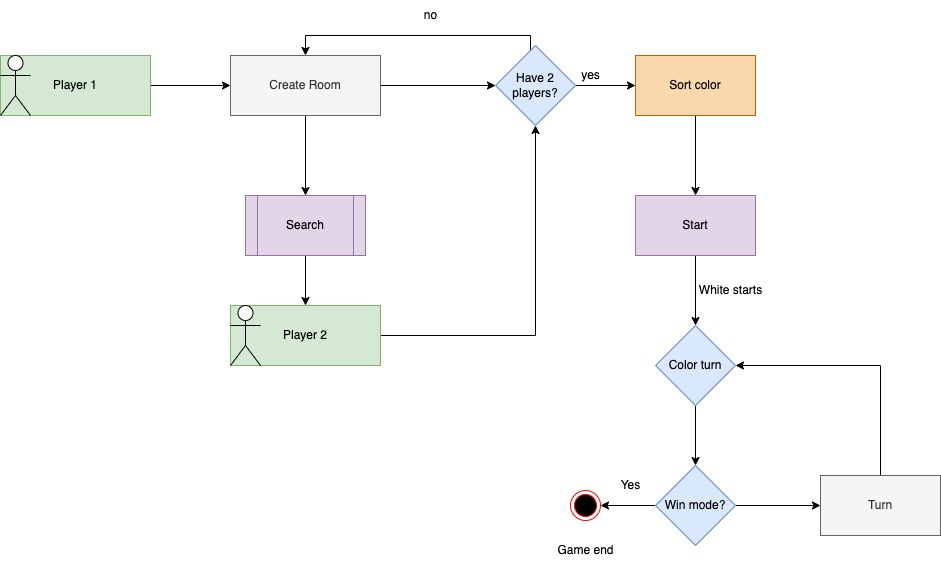 no
Player 1
Create Room
Have 2
players?
yes
Sort color
Search
Start
White starts
Player 2
Color turn
Yes
Win mode?
Turn
Game end